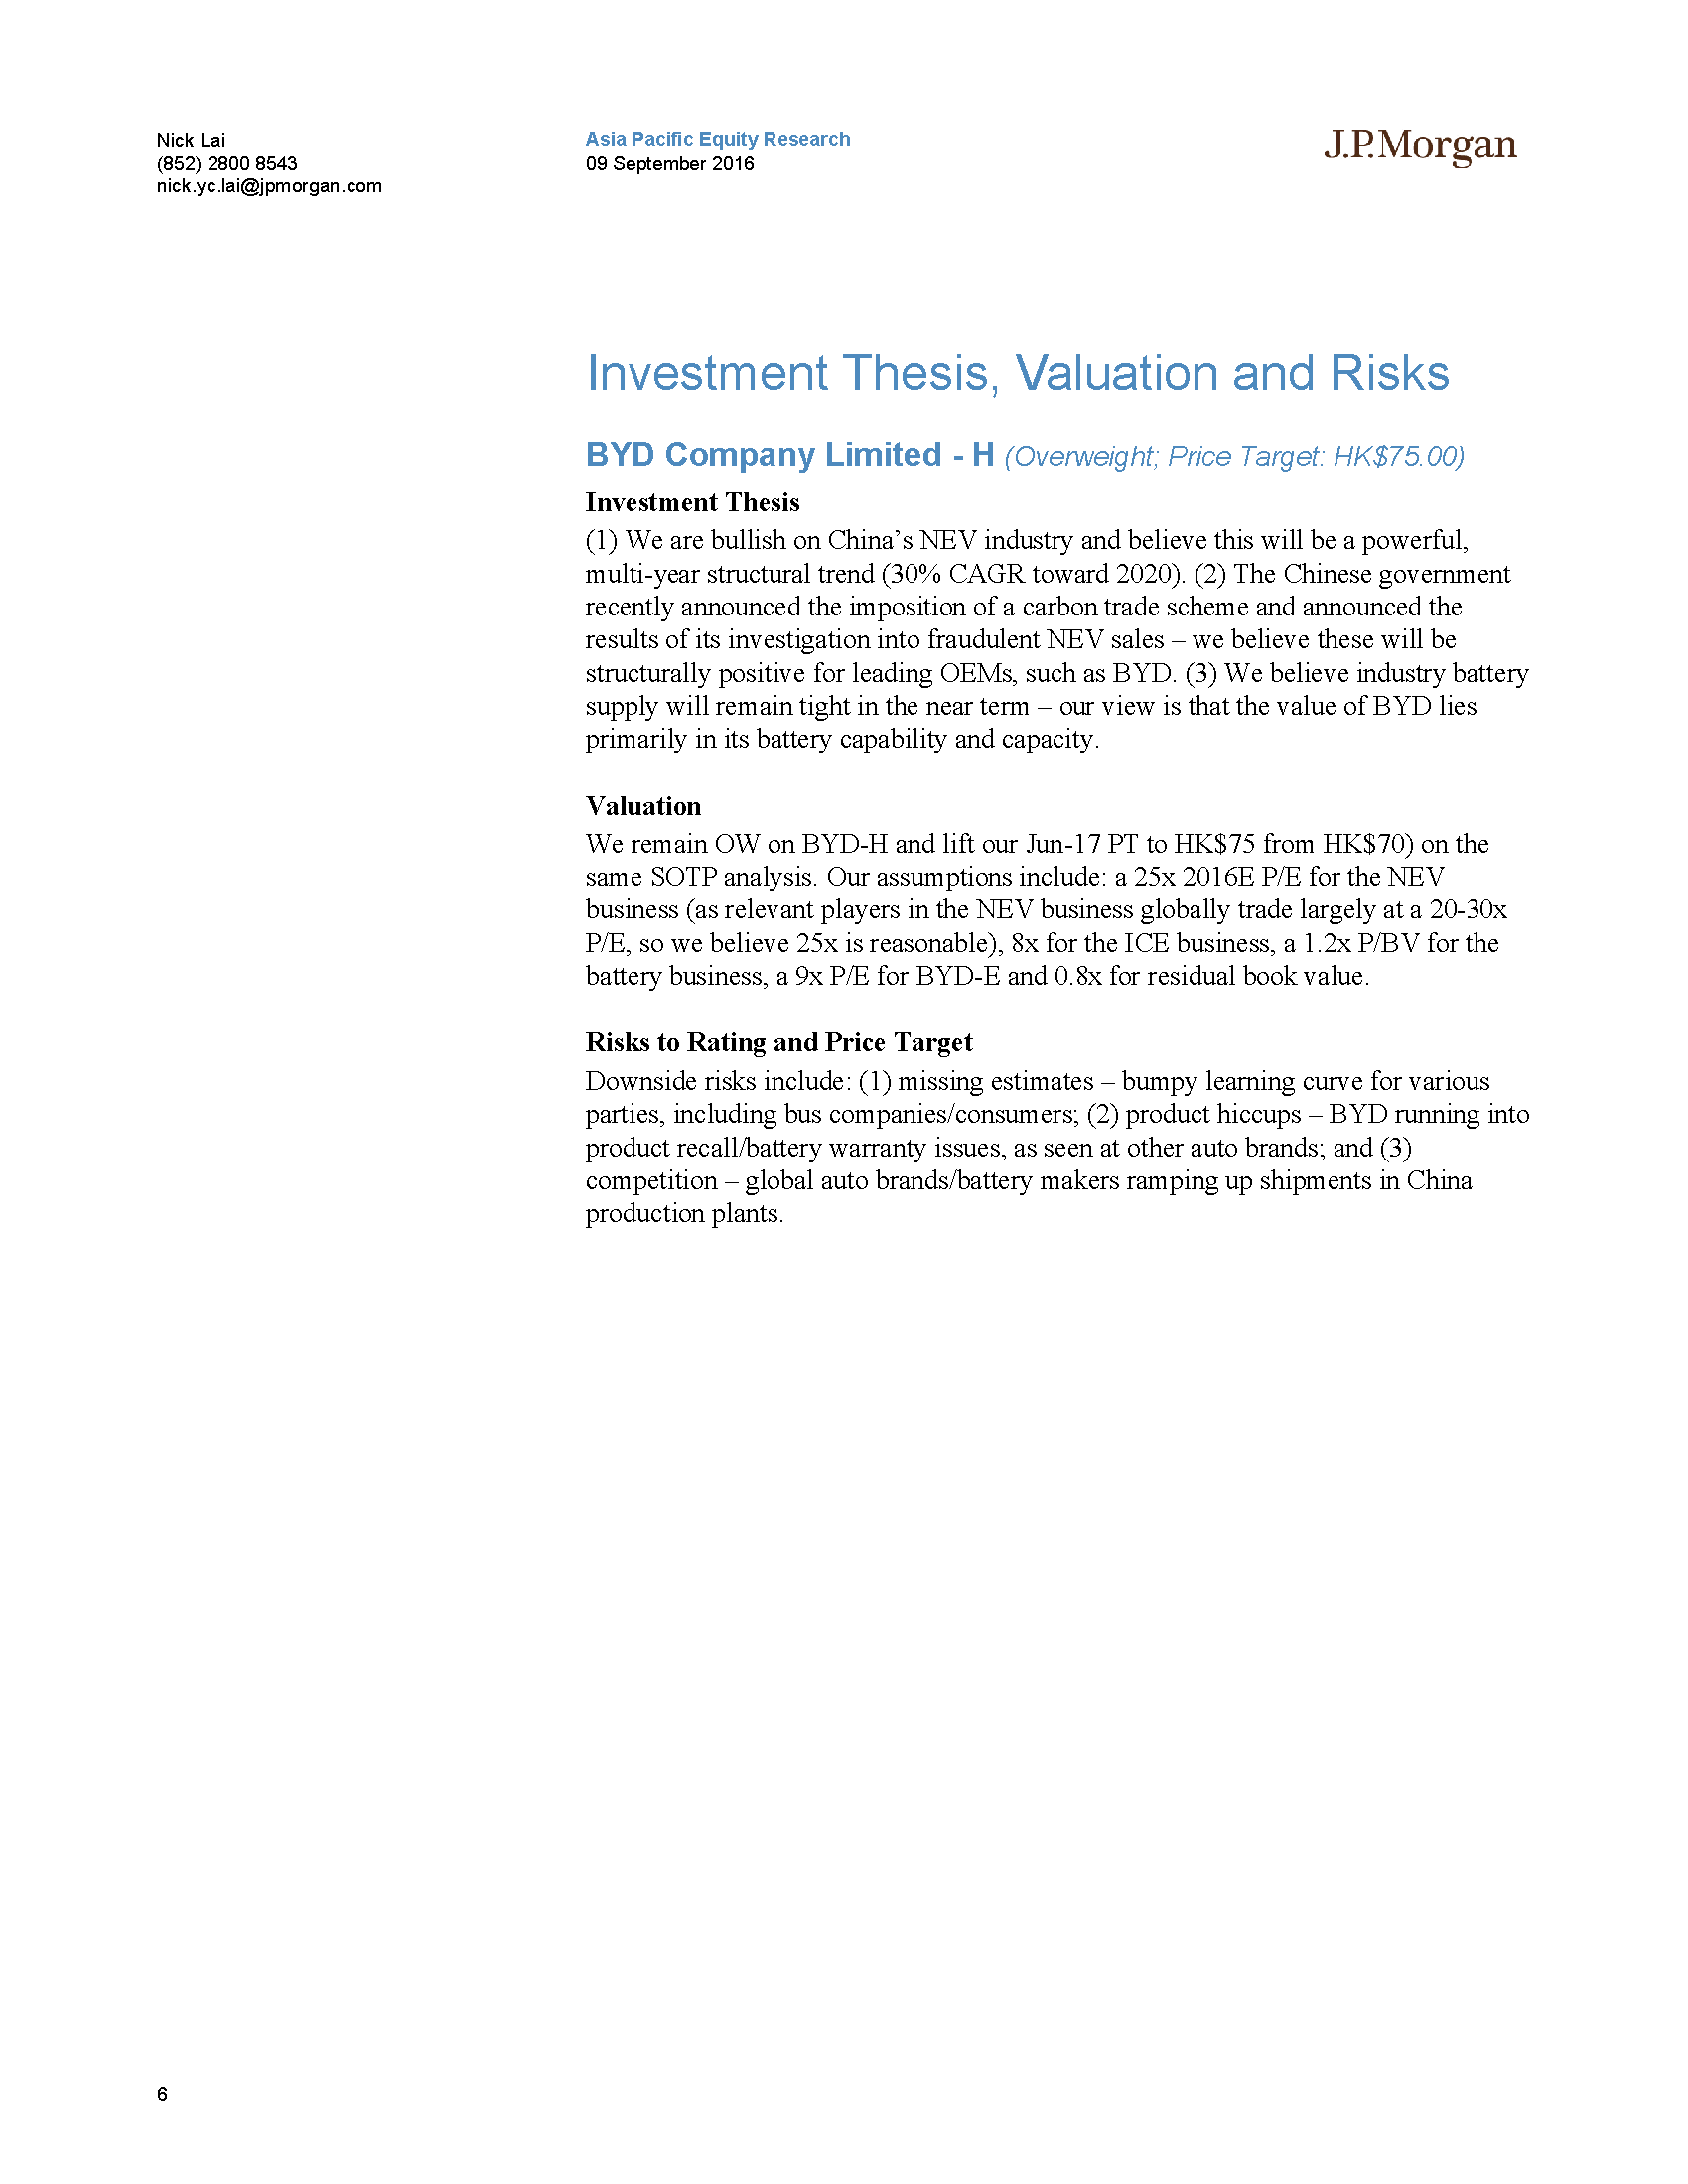 Nick Lai
(852) 2800 8543
nick.yc.lai@jpmorgan.com
Asia Pacific Equity Research
09 September 2016
J.P.Morgan
Investment Thesis, Valuation and Risks
BYD Company Limited - H (Overweight; Price Target: HK$75.00)
Investment Thesis
(1) We are bullish on China’s NEV industry and believe this will be a powerful,
multi-year structural trend (30% CAGR toward 2020). (2) The Chinese government
recently announced the imposition of a carbon trade scheme and announced the
results of its investigation into fraudulent NEV sales – we believe these will be
structurally positive for leading OEMs, such as BYD. (3) We believe industry battery
supply will remain tight in the near term – our view is that the value of BYD lies
primarily in its battery capability and capacity.
Valuation
We remain OW on BYD-H and lift our Jun-17 PT to HK$75 from HK$70) on the
same SOTP analysis. Our assumptions include: a 25x 2016E P/E for the NEV
business (as relevant players in the NEV business globally trade largely at a 20-30x
P/E, so we believe 25x is reasonable), 8x for the ICE business, a 1.2x P/BV for the
battery business, a 9x P/E for BYD-E and 0.8x for residual book value.
Risks to Rating and Price Target
Downside risks include: (1) missing estimates – bumpy learning curve for various
parties, including bus companies/consumers; (2) product hiccups – BYD running into
product recall/battery warranty issues, as seen at other auto brands; and (3)
competition – global auto brands/battery makers ramping up shipments in China
production plants.
6